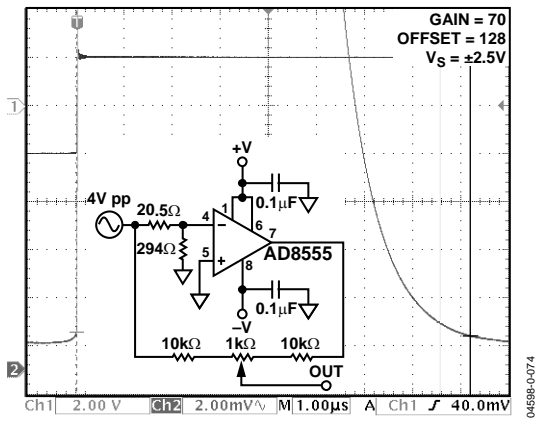 GAIN = 70
OFFSET = 128
VS = ±2.5V
T
1
+V
4V pp
20.5Ω
0.1µF
4
1
6
7
294Ω
5
AD8555
8
0.1µF
–V
10kΩ
1kΩ
10kΩ
OUT
2
Ch1 2.00 V Ch2 2.00mV∿ M 1.00µs A Ch1 ʃ 40.0mV
04598-0-074